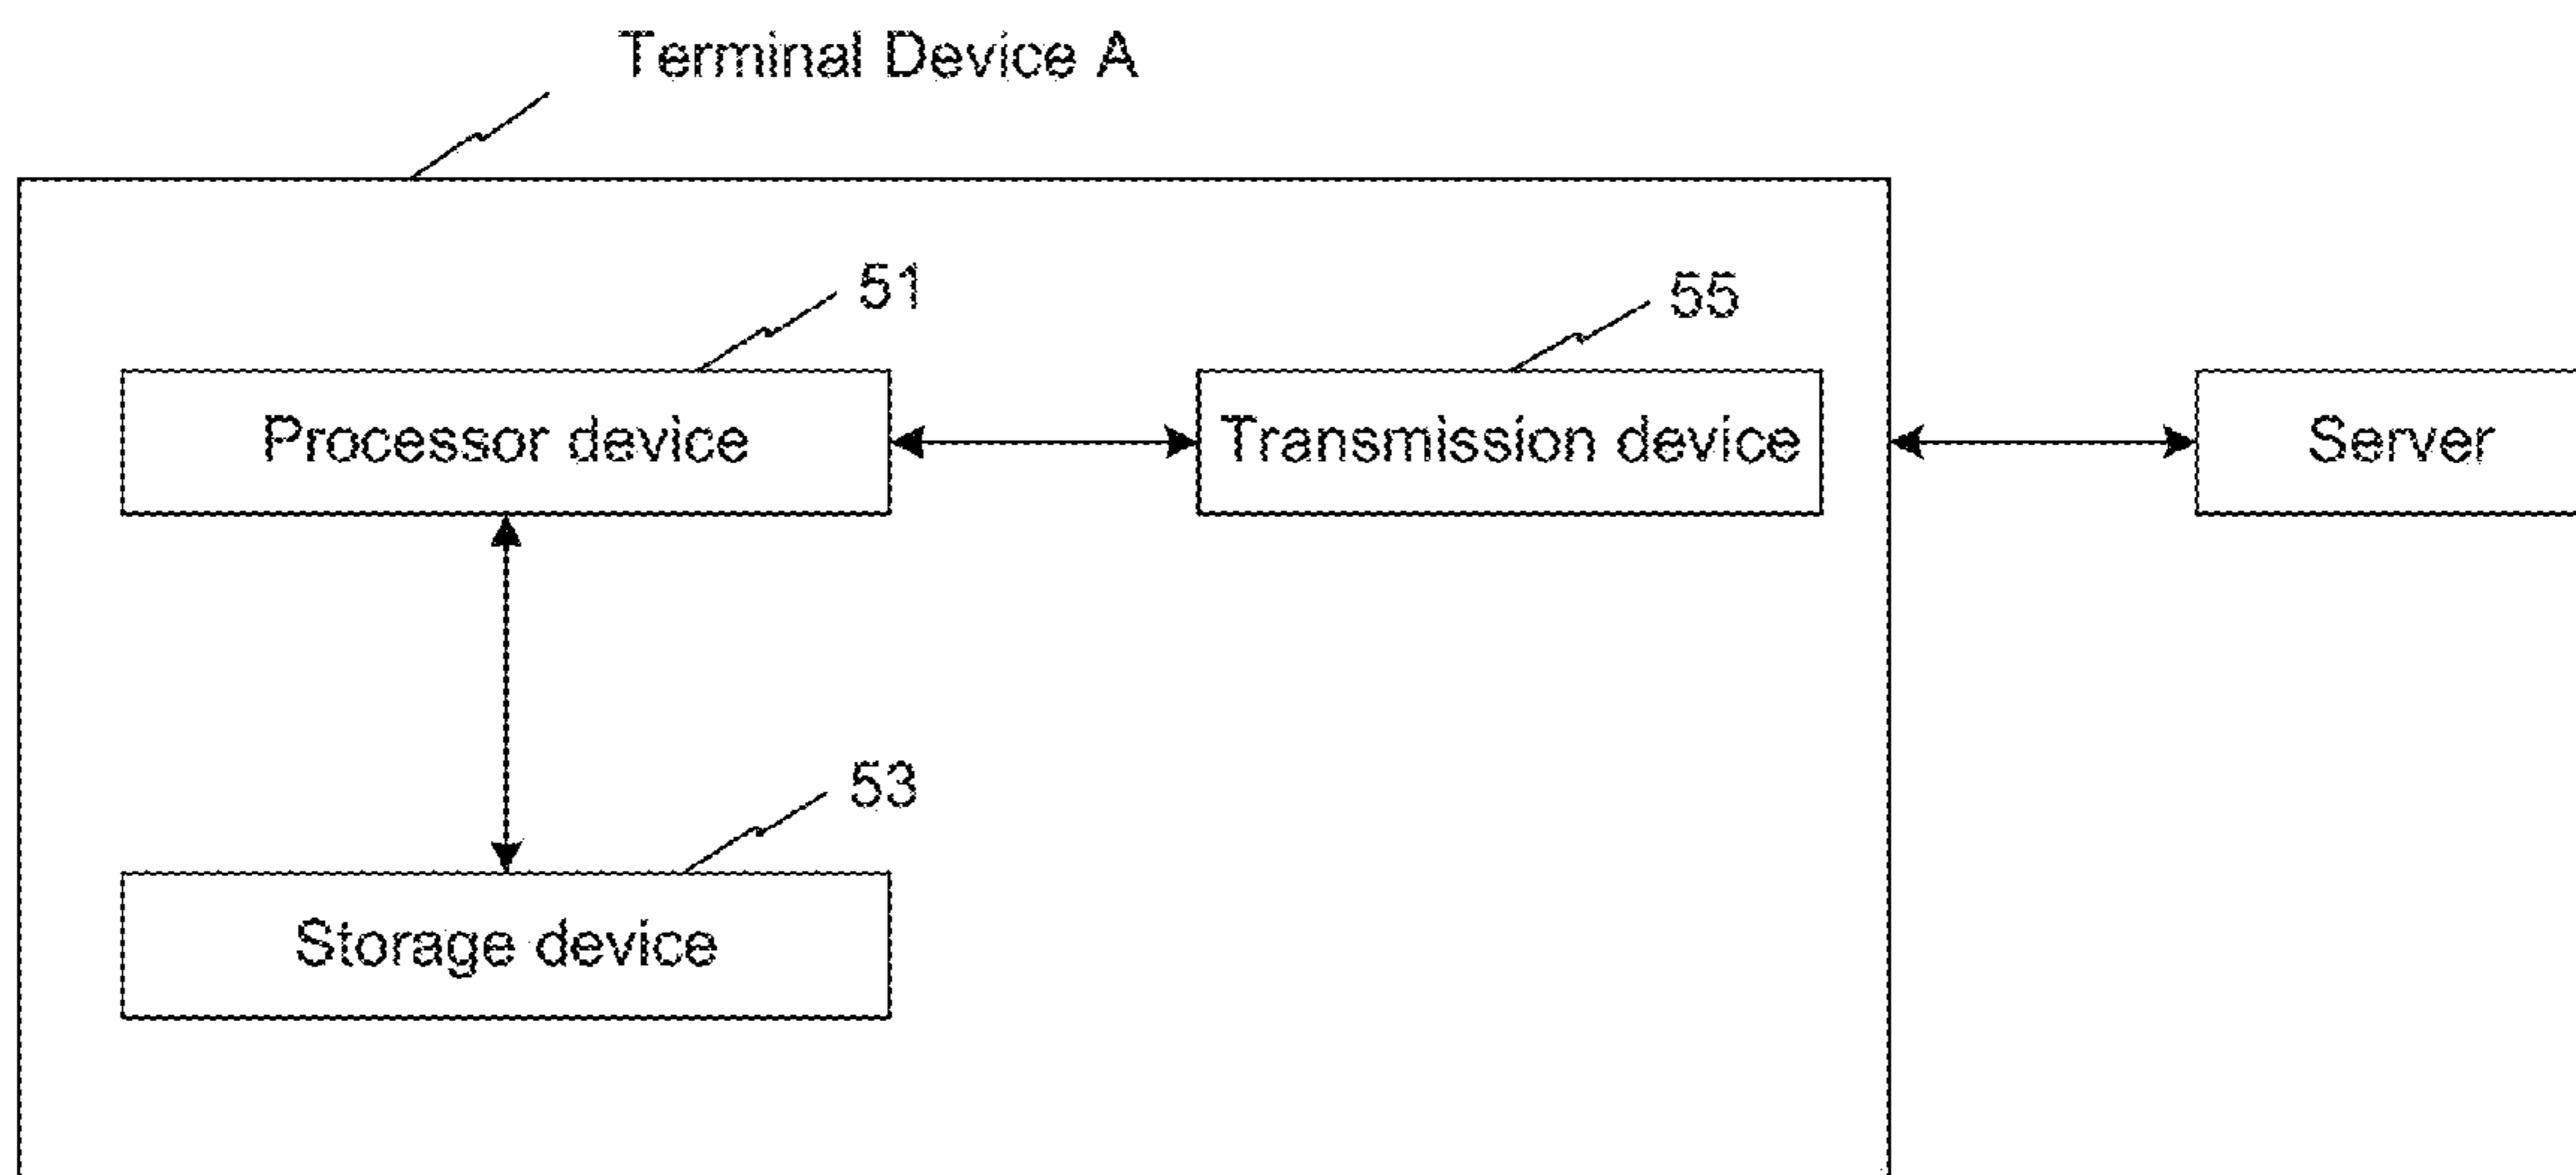 Terminal Device A
51
55
Processor device
Transmission device
Server
53
Storage device